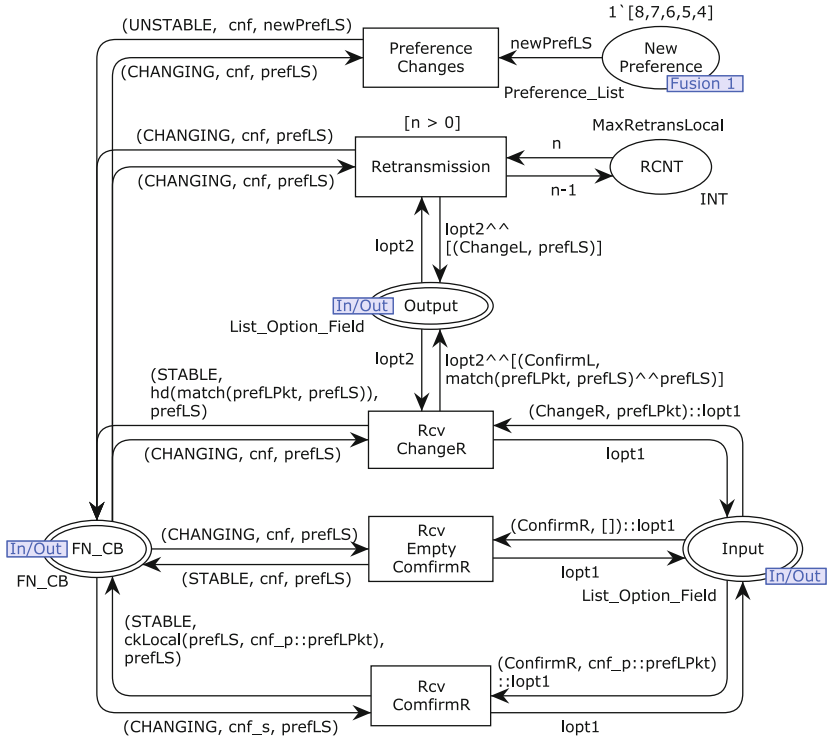 (UNSTABLE, cnf, newPrefLS)
1`[8,7,6,5,4]
Preference
Changes
newPrefLS
New
Preference
Fusion 1
(CHANGING, cnf, prefLS)
Preference_List
[n > 0]
MaxRetransLocal
(CHANGING, cnf, prefLS)
n
Retransmission
RCNT
(CHANGING, cnf, prefLS)
n-1
INT
lopt2
lopt2^^
[(ChangeL, prefLS)]
In/Out
Output
List_Option_Field
lopt2
lopt2^^[(ConfirmL,
match(prefLPkt, prefLS)^^prefLS)]
(STABLE,
hd(match(prefLPkt, prefLS)),
prefLS)
(ChangeR, prefLPkt)::lopt1
Rcv
ChangeR
(CHANGING, cnf, prefLS)
lopt1
(CHANGING, cnf, prefLS)
Rcv
Empty
ComfirmR
(ConfirmR, [])::lopt1
In/Out
FN_CB
Input
FN_CB
(STABLE, cnf, prefLS)
lopt1
In/Out
List_Option_Field
(STABLE,
ckLocal(prefLS, cnf_p::prefLPkt),
prefLS)
(ConfirmR, cnf_p::prefLPkt)
::lopt1
Rcv
ComfirmR
(CHANGING, cnf_s, prefLS)
lopt1